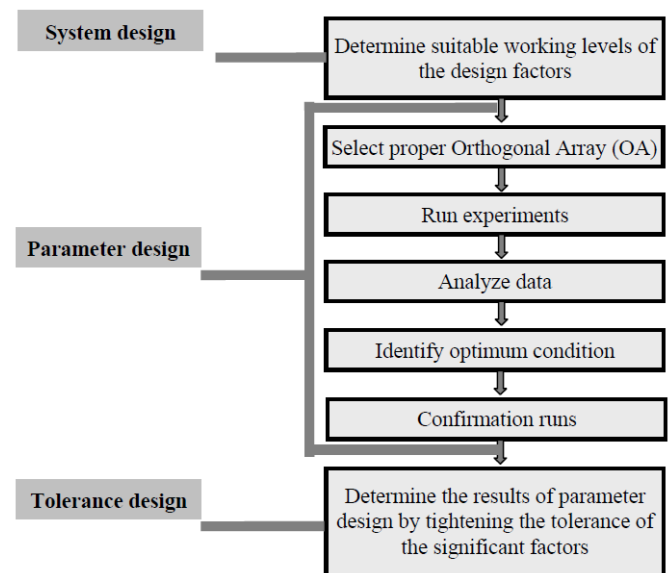 System design
Determine suitable working levels of
the design factors
Select proper Orthogonal Array (OA)
Run experiments
Parameter design
Analyze data
Identify optimum condition
Confirmation runs
Tolerance design
Determine the results of parameter
design by tightening the tolerance of
the significant factors